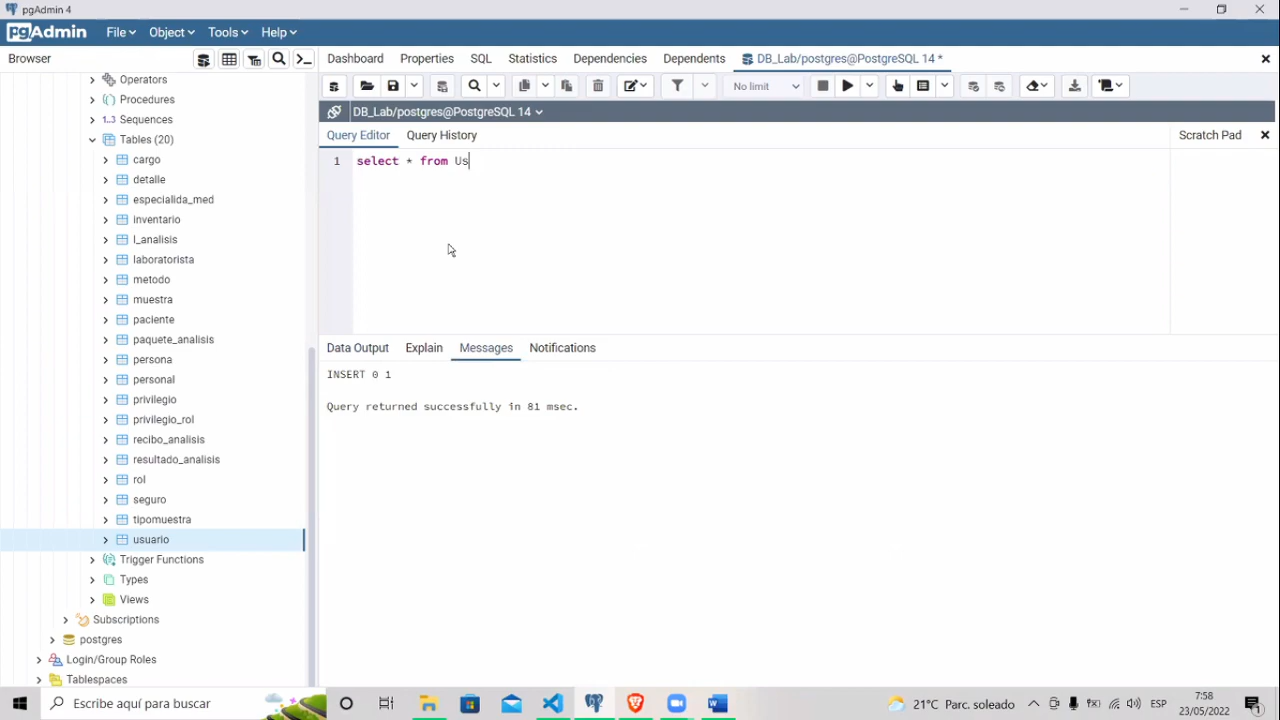 pgAdmin 4
pgAdmin
File Object Tools Help
Browser
Dashboard Properties SQL Statistics Dependencies Dependents DB_Lab/postgres@PostgreSQL 14 *
No limit
DB_Lab/postgres@PostgreSQL 14
Query Editor Query History
Scratch Pad
1 select * from Us
Operators
Procedures
1..3 Sequences
Tables (20)
cargo
detalle
especialida_med
inventario
l_analisis
laboratorista
metodo
muestra
paciente
paquete_analisis
persona
personal
privilegio
privilegio_rol
recibo_analisis
resultado_analisis
rol
seguro
tipomuestra
usuario
Trigger Functions
Types
Views
Subscriptions
postgres
Login/Group Roles
Tablespaces
Data Output Explain Messages Notifications
INSERT 0 1
Query returned successfully in 81 msec.
Escribe aquí para buscar
21°C Parc. soleado
ESP
7:58
23/05/2022
1